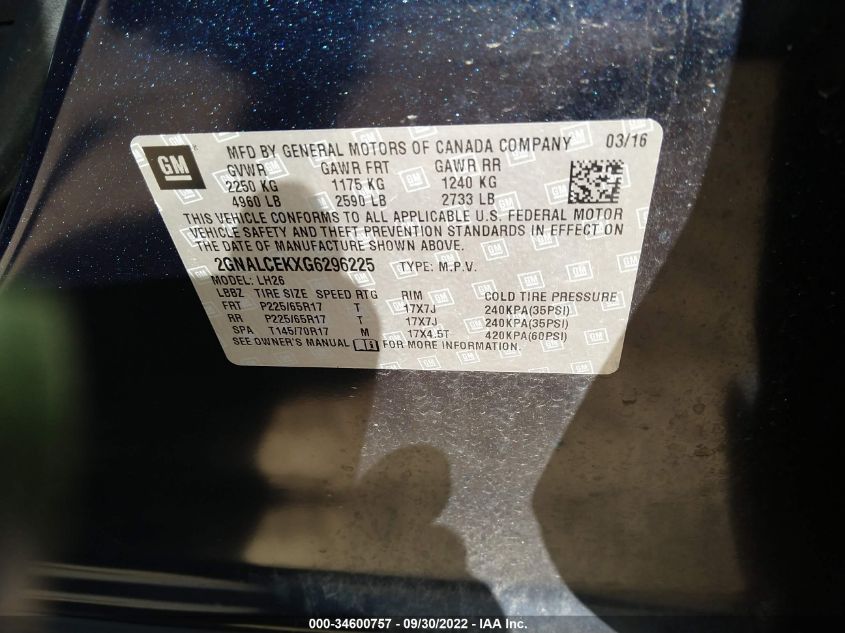 GM
MFD BY GENERAL MOTORS OF CANADA COMPANY 03/16
GVWR GAWR FRT GAWR RR
2250 KG 1175 KG 1240 KG
4960 LB 2590 LB 2733 LB
THIS VEHICLE CONFORMS TO ALL APPLICABLE U.S. FEDERAL MOTOR
VEHICLE SAFETY AND THEFT PREVENTION STANDARDS IN EFFECT ON
THE DATE OF MANUFACTURE SHOWN ABOVE.
2GNALCEKXG6296225 TYPE: M.P.V.
MODEL: LH26
LBBZ TIRE SIZE SPEED RTG RIM COLD TIRE PRESSURE
FRT P225/65R17 T 17X7J 240KPA(35PSI)
RR P225/65R17 T 17X7J 240KPA(35PSI)
SPA T145/70R17 M 17X4.5T 420KPA(60PSI)
SEE OWNER'S MANUAL FOR MORE INFORMATION.
000-34600757 - 09/30/2022 - IAA Inc.